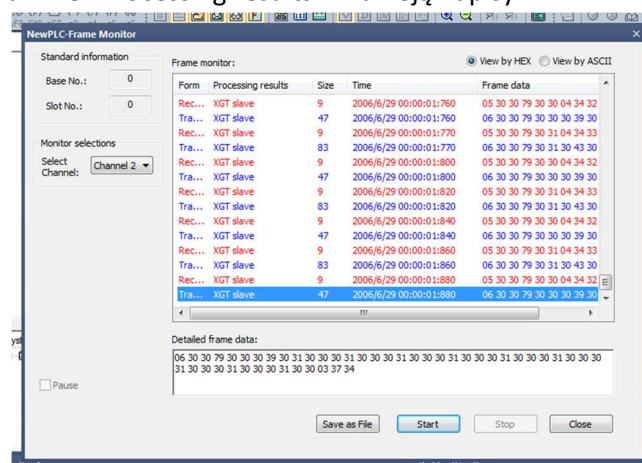 NewPLC-Frame Monitor
Standard information
Base No.: 0
Slot No.: 0
Monitor selections
Select Channel: Channel 2
Pause
Frame monitor:
View by HEX View by ASCII
Form Processing results Size Time Frame data
Rec... XGT slave 9 2006/6/29 00:00:01:760 05 30 30 79 30 30 04 34 32
Tra... XGT slave 47 2006/6/29 00:00:01:760 06 30 30 79 30 30 30 39 30
Rec... XGT slave 9 2006/6/29 00:00:01:770 05 30 30 79 30 31 04 34 33
Tra... XGT slave 83 2006/6/29 00:00:01:770 06 30 30 79 30 31 30 43 30
Rec... XGT slave 9 2006/6/29 00:00:01:800 05 30 30 79 30 30 04 34 32
Tra... XGT slave 47 2006/6/29 00:00:01:800 06 30 30 79 30 30 30 39 30
Rec... XGT slave 9 2006/6/29 00:00:01:820 05 30 30 79 30 31 04 34 33
Tra... XGT slave 83 2006/6/29 00:00:01:820 06 30 30 79 30 31 30 43 30
Rec... XGT slave 9 2006/6/29 00:00:01:840 05 30 30 79 30 30 04 34 32
Tra... XGT slave 47 2006/6/29 00:00:01:840 06 30 30 79 30 30 30 39 30
Rec... XGT slave 9 2006/6/29 00:00:01:860 05 30 30 79 30 31 04 34 33
Tra... XGT slave 83 2006/6/29 00:00:01:860 06 30 30 79 30 31 30 43 30
Rec... XGT slave 9 2006/6/29 00:00:01:880 05 30 30 79 30 30 04 34 32
Tra... XGT slave 47 2006/6/29 00:00:01:880 06 30 30 79 30 30 30 39 30
Detailed frame data:
06 30 30 79 30 30 30 39 30 31 30 30 30 31 30 30 30 31 30 30 30 31 30 30 30 31 30 30 30 31 30 30 30
31 30 30 30 31 30 30 30 31 30 30 03 37 34
Save as File Start Stop Close